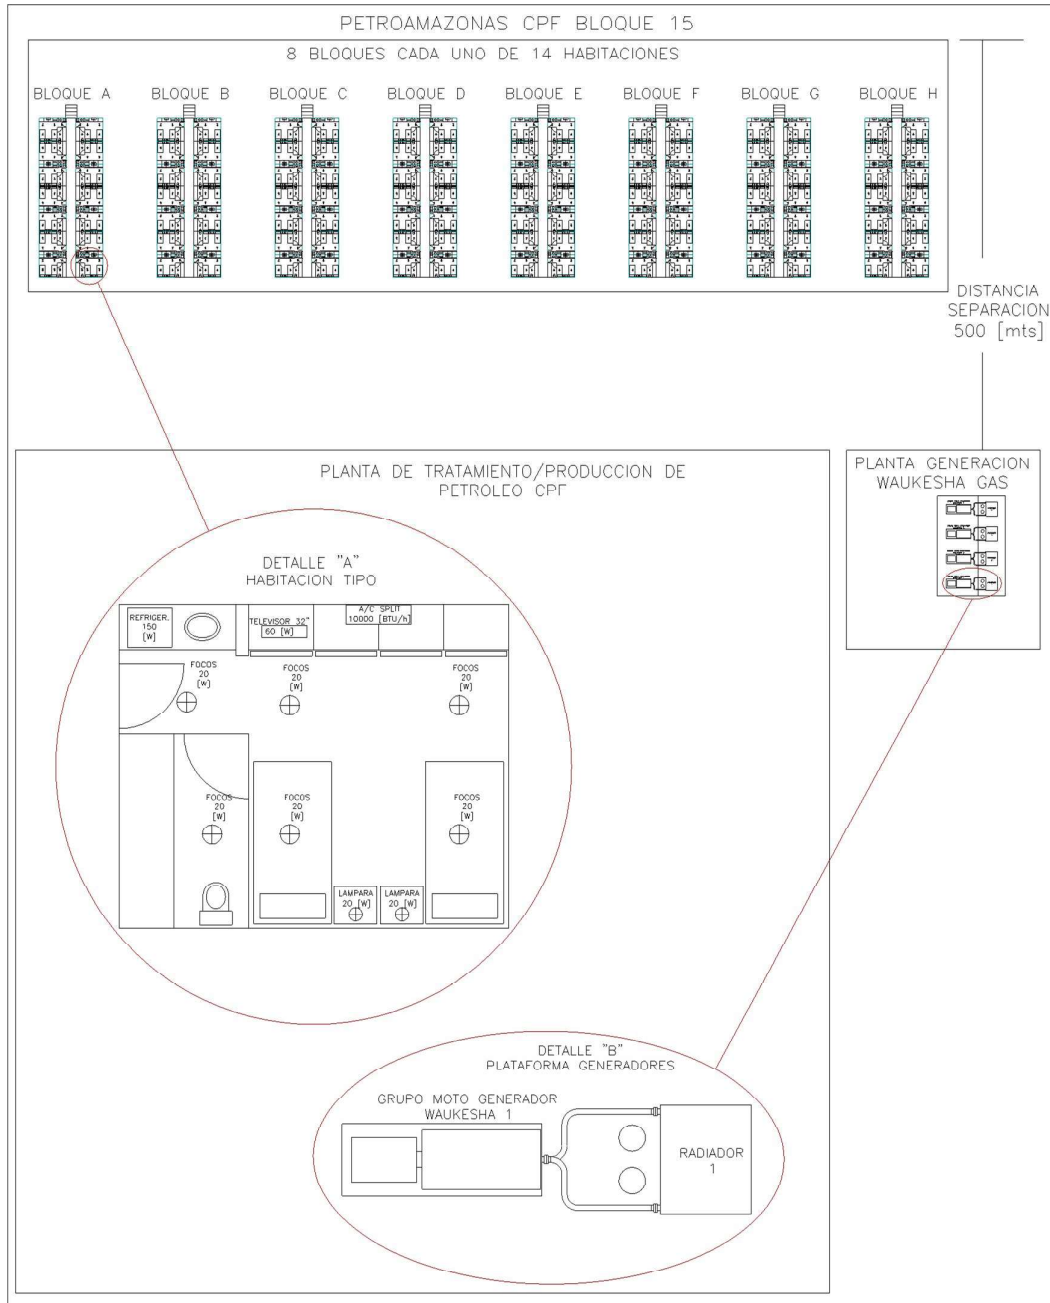 PETROAMAZONAS CPF BLOQUE 15
8 BLOQUES CADA UNO DE 14 HABITACIONES
BLOQUE A
BLOQUE B
BLOQUE C
BLOQUE D
BLOQUE E
BLOQUE F
BLOQUE G
BLOQUE H
DISTANCIA
SEPARACION
500 [mts]
PLANTA DE TRATAMIENTO/PRODUCCION DE
PETROLEO CPF
PLANTA GENERACION
WAUKESHA GAS
DETALLE "A"
HABITACION TIPO
REFRIGER.
150
[W]
TELEVISOR 32"
60 [W]
A/C SPLIT
10000 [BTU/h]
FOCOS
20
[W]
FOCOS
20
[W]
FOCOS
20
[W]
FOCOS
20
[W]
FOCOS
20
[W]
FOCOS
20
[W]
LAMPARA
20 [W]
LAMPARA
20 [W]
DETALLE "B"
PLATAFORMA GENERADORES
GRUPO MOTO GENERADOR
WAUKESHA 1
RADIADOR
1